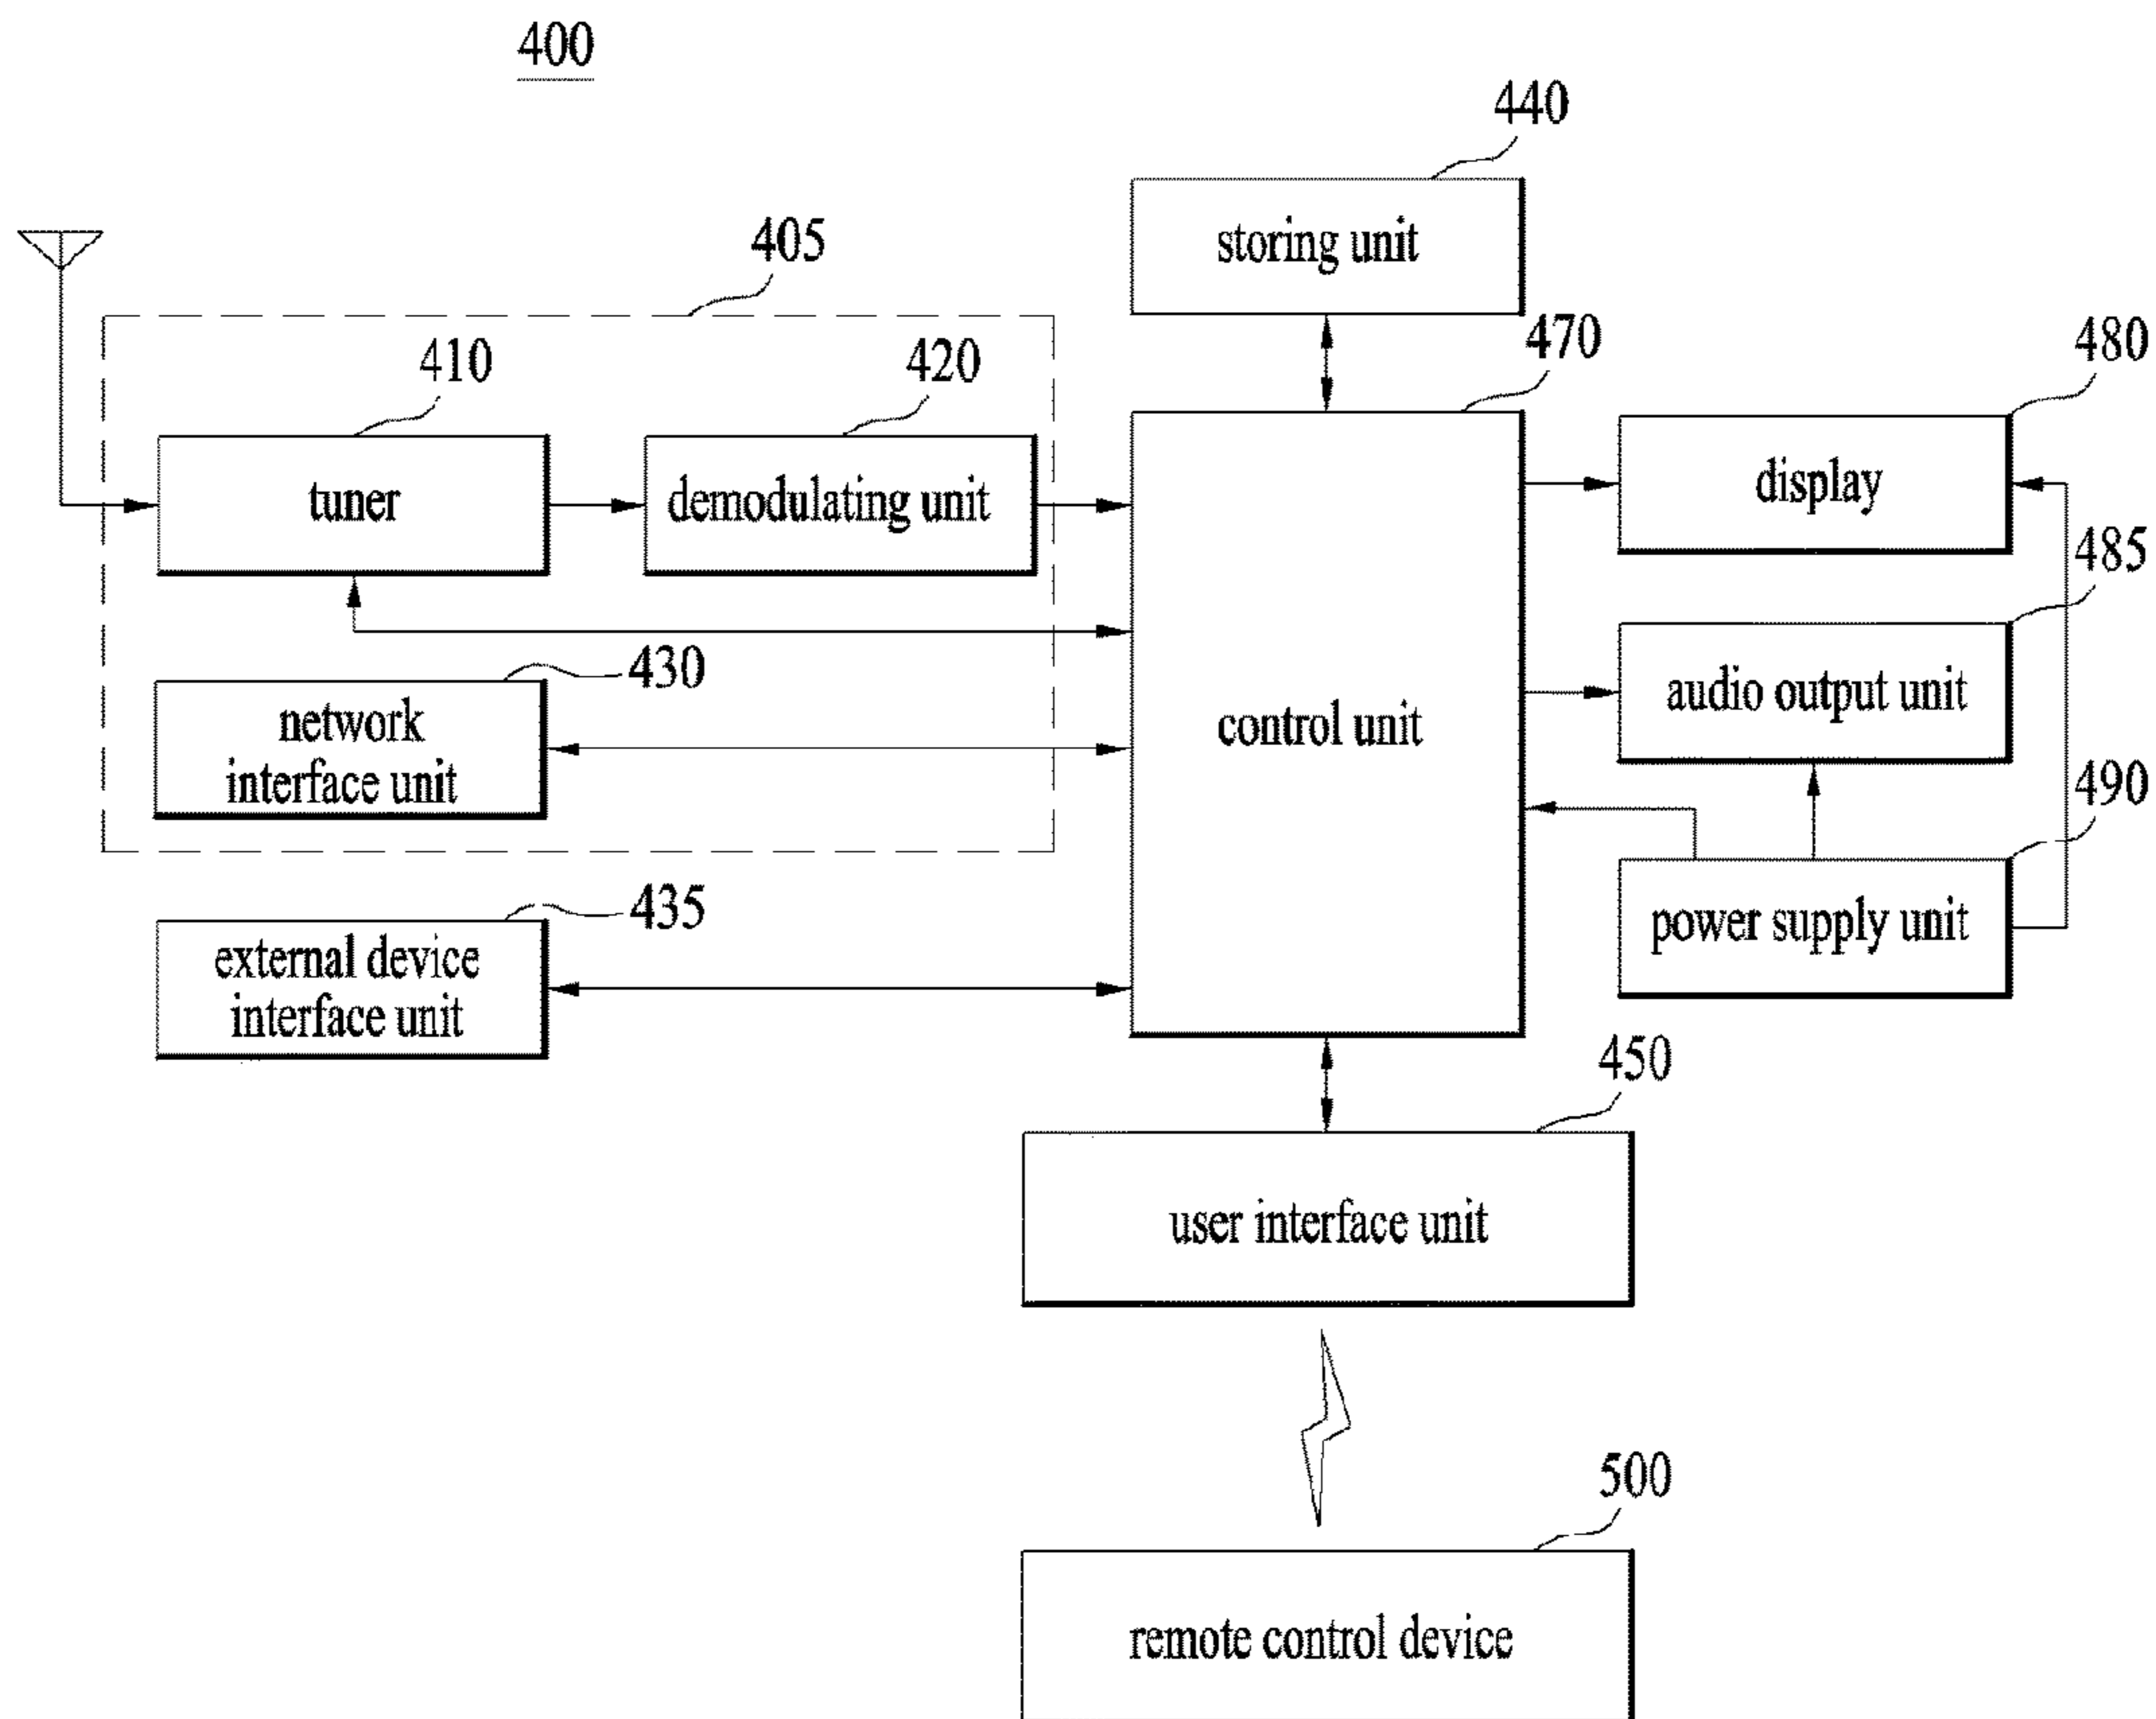 400
440
storing unit
405
470
480
410
420
tuner
demodulating unit
display
485
430
network
interface unit
control unit
audio output unit
490
435
external device
interface unit
power supply unit
450
user interface unit
500
remote control device